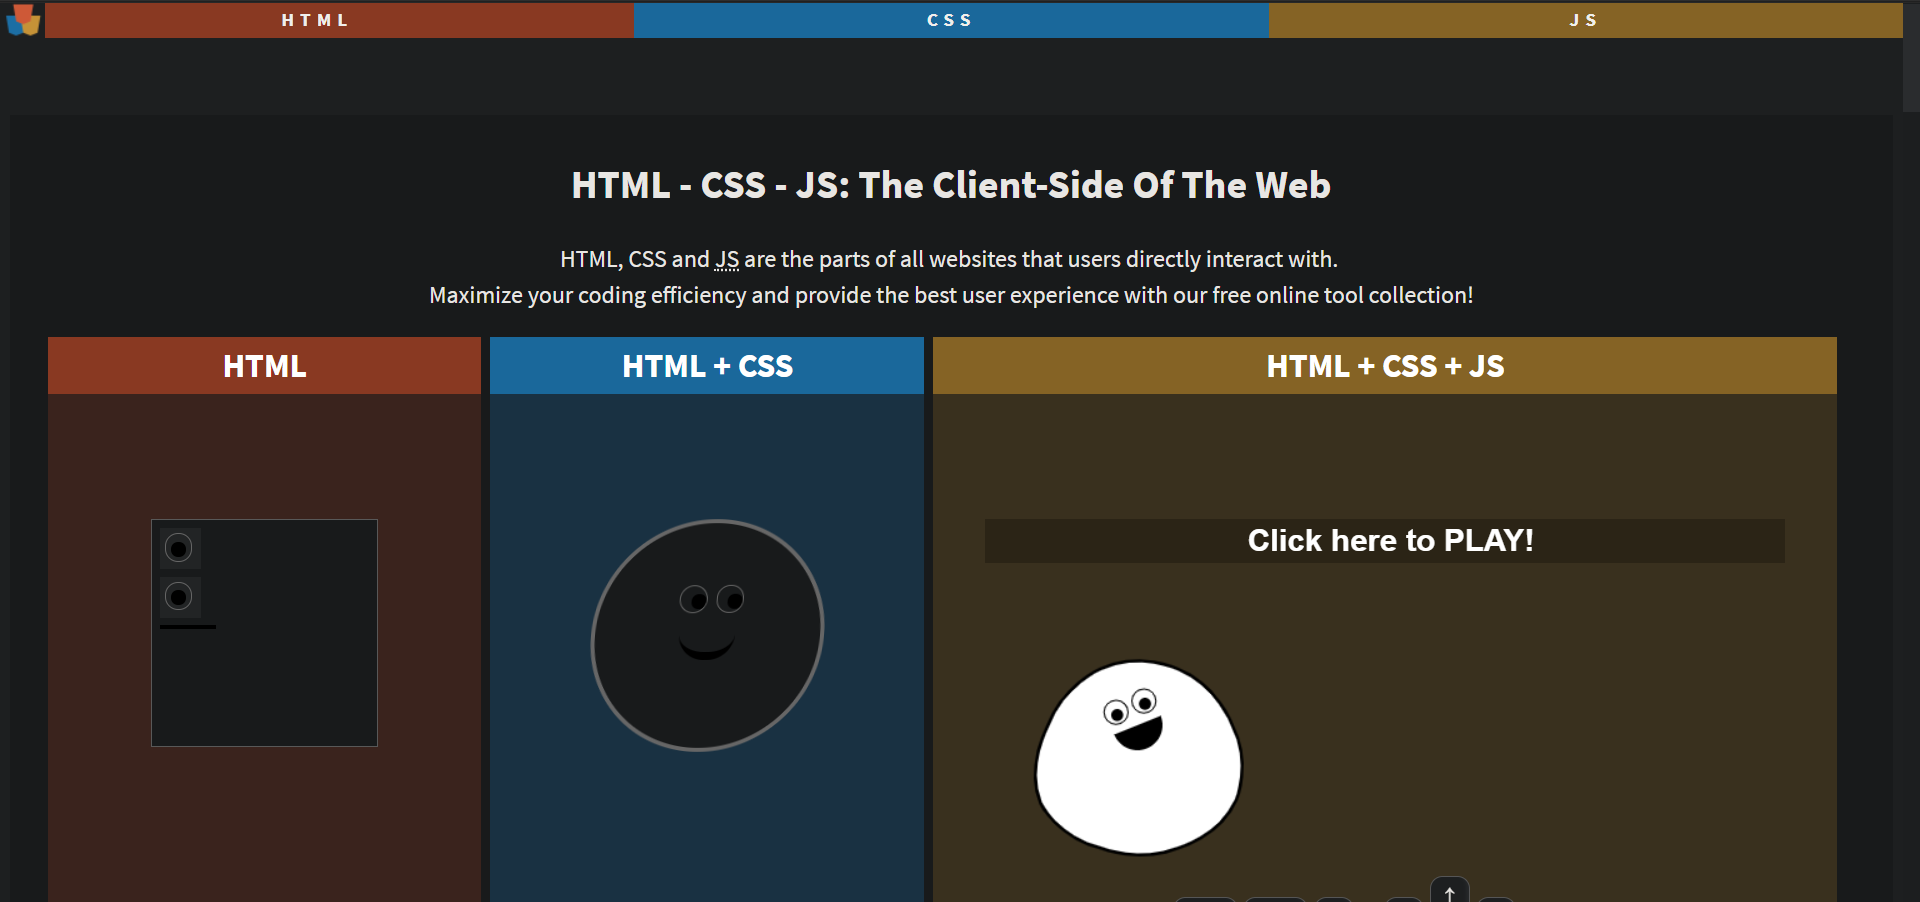 HTML CSS JS
HTML - CSS - JS: The Client-Side Of The Web
HTML, CSS and JS are the parts of all websites that users directly interact with.
Maximize your coding efficiency and provide the best user experience with our free online tool collection!
HTML
HTML + CSS
HTML + CSS + JS
Click here to PLAY!
↑